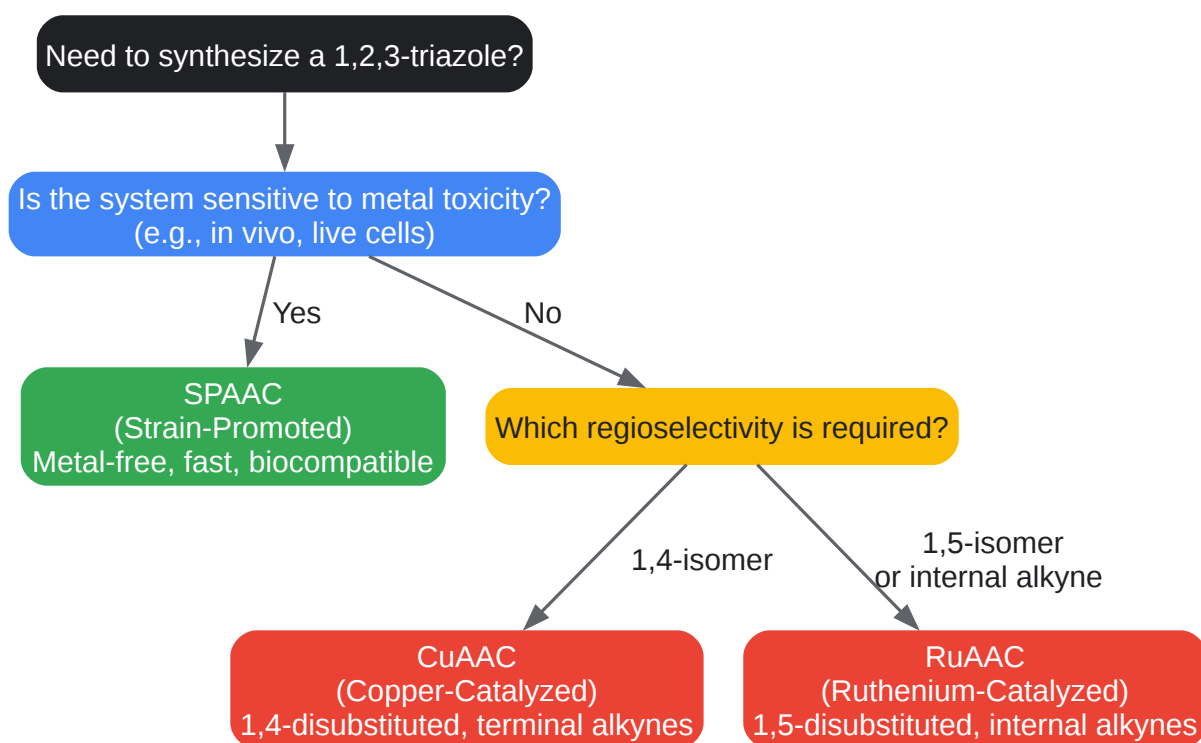 Need to synthesize a 1,2,3-triazole?
Is the system sensitive to metal toxicity?
(e.g., in vivo, live cells)
Yes
No
SPAAC
(Strain-Promoted)
Metal-free, fast, biocompatible
Which regioselectivity is required?
1,4-isomer
1,5-isomer
or internal alkyne
CuAAC
(Copper-Catalyzed)
1,4-disubstituted, terminal alkynes
RuAAC
(Ruthenium-Catalyzed)
1,5-disubstituted, internal alkynes